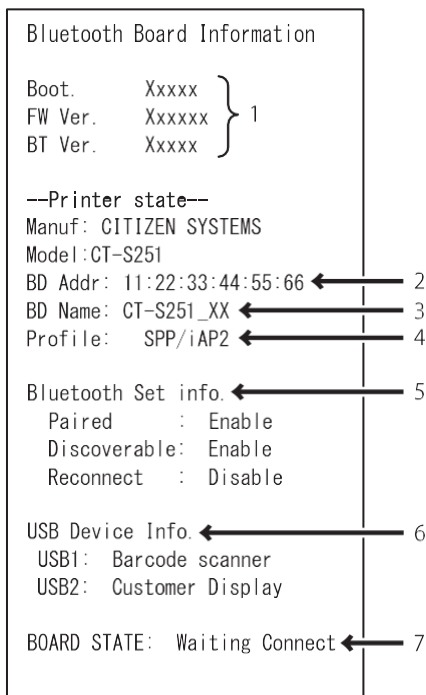 Bluetooth Board Information
Boot. Xxxxx
FW Ver. Xxxxxx 1
BT Ver. Xxxxx
--Printer state--
Manuf: CITIZEN SYSTEMS
Model:CT-S251
BD Addr: 11:22:33:44:55:66 2
BD Name: CT-S251_XX 3
Profile: SPP/iAP2 4
Bluetooth Set info. 5
Paired : Enable
Discoverable: Enable
Reconnect : Disable
USB Device Info. 6
USB1: Barcode scanner
USB2: Customer Display
BOARD STATE: Waiting Connect 7